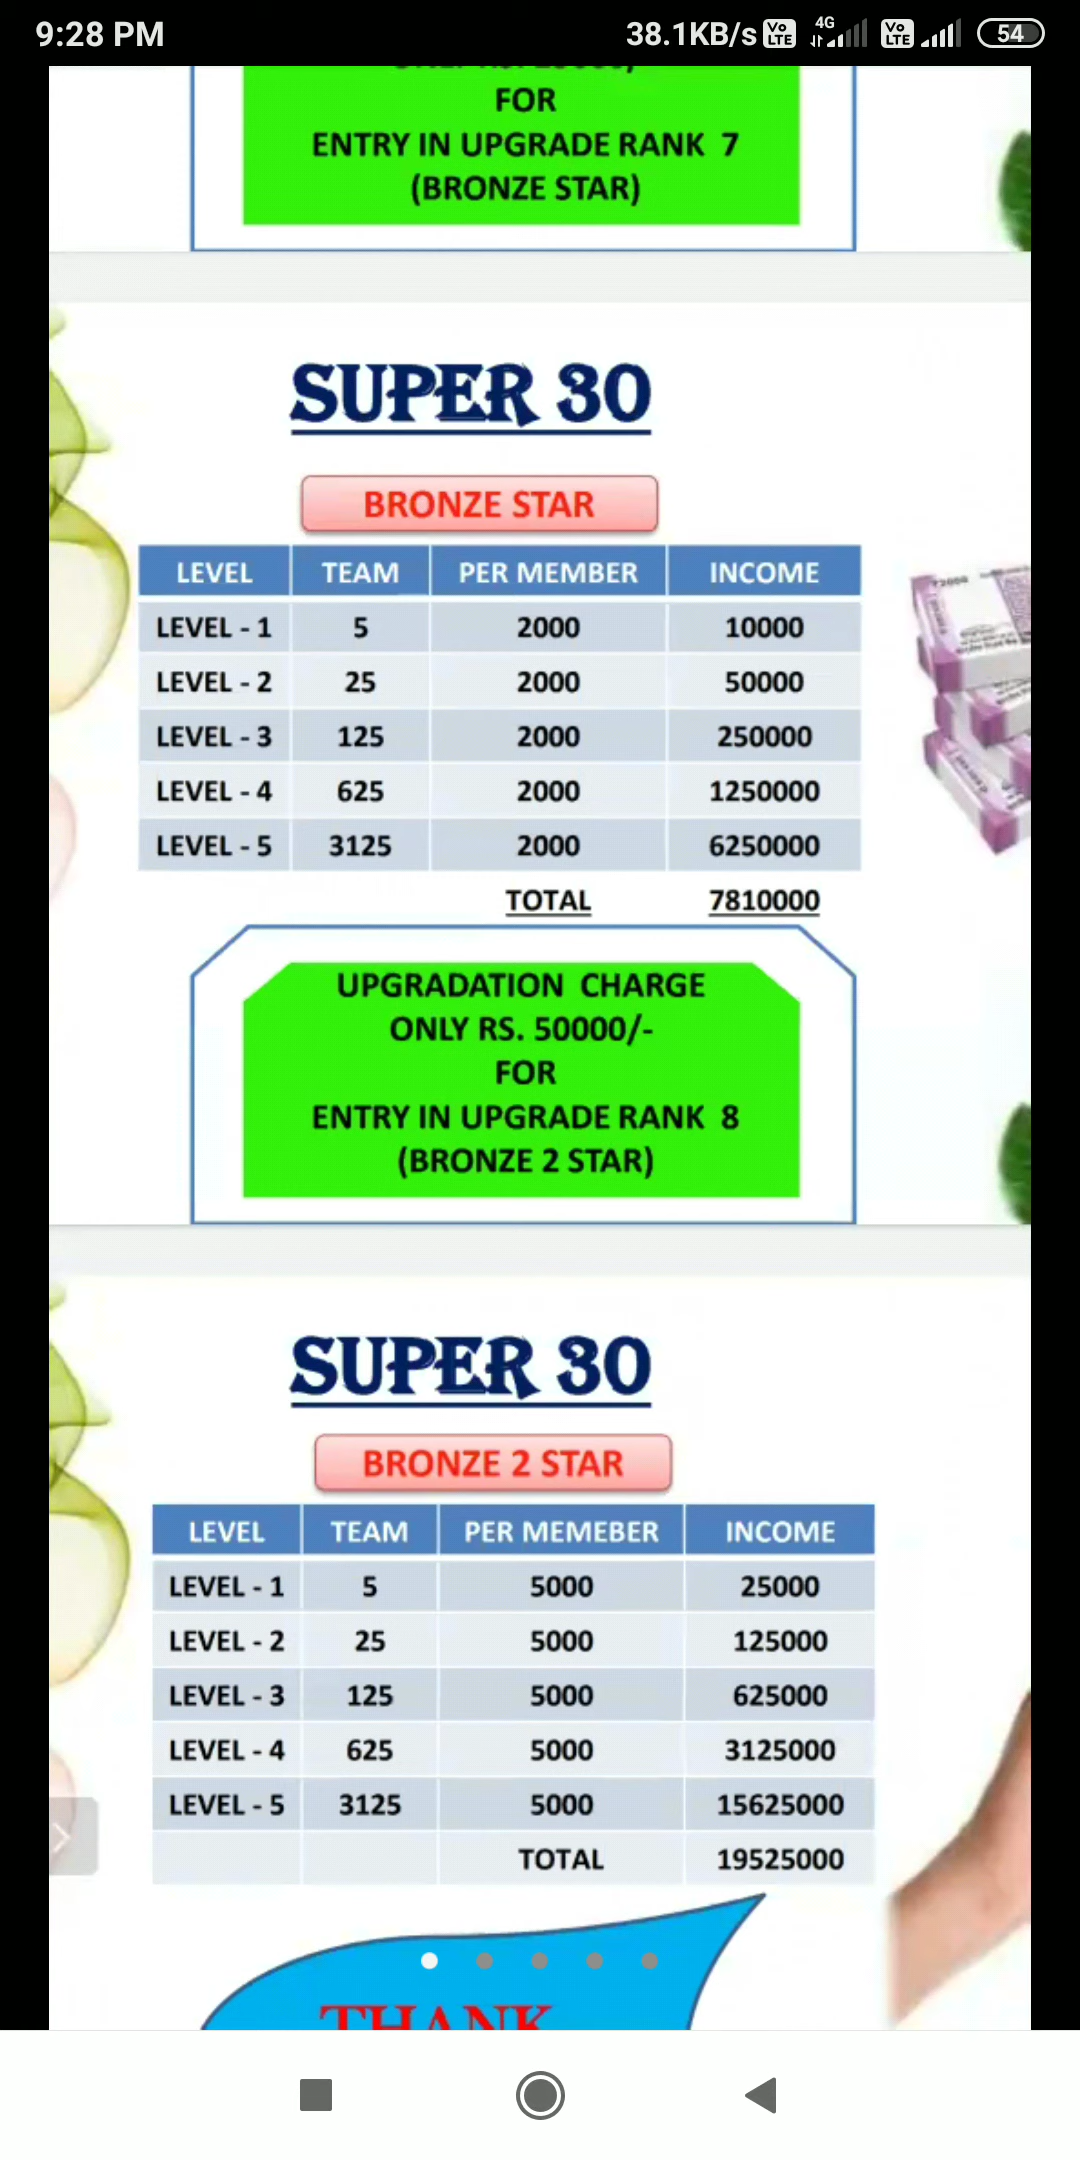 9:28 PM 38.1KB/s Vo LTE 4G Vo LTE 54
FOR
ENTRY IN UPGRADE RANK 7
(BRONZE STAR)
SUPER 30
BRONZE STAR
LEVEL TEAM PER MEMBER INCOME
LEVEL - 1 5 2000 10000
LEVEL - 2 25 2000 50000
LEVEL - 3 125 2000 250000
LEVEL - 4 625 2000 1250000
LEVEL - 5 3125 2000 6250000
TOTAL 7810000
UPGRADATION CHARGE
ONLY RS. 50000/-
FOR
ENTRY IN UPGRADE RANK 8
(BRONZE 2 STAR)
SUPER 30
BRONZE 2 STAR
LEVEL TEAM PER MEMEBER INCOME
LEVEL - 1 5 5000 25000
LEVEL - 2 25 5000 125000
LEVEL - 3 125 5000 625000
LEVEL - 4 625 5000 3125000
LEVEL - 5 3125 5000 15625000
TOTAL 19525000
THANK